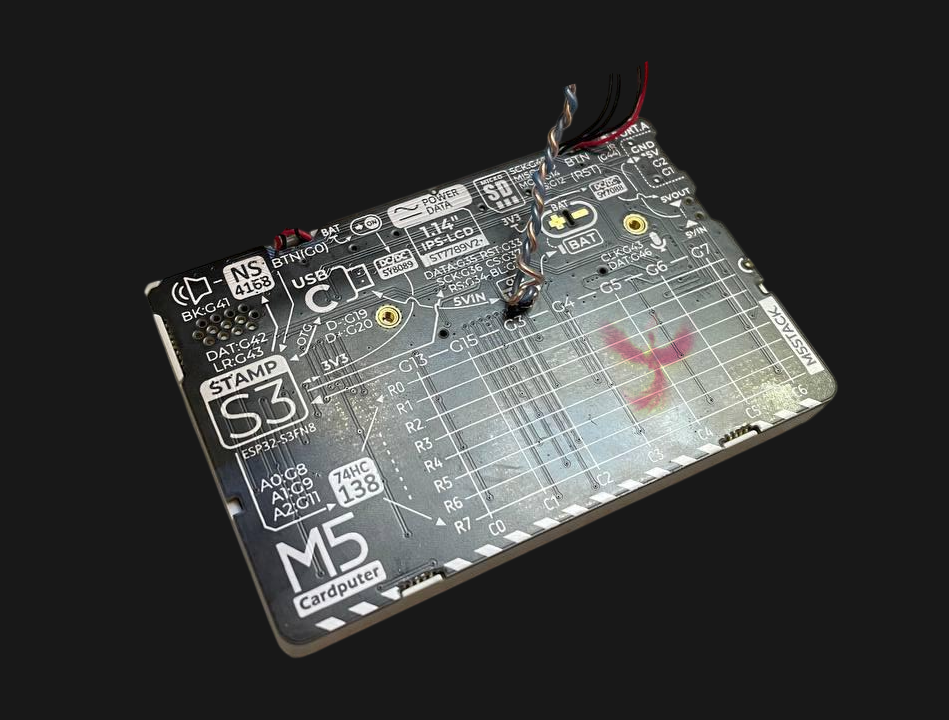 NS
4168
BK:G41
DAT:G42
LR:G43
BAT
ON
BTN(G0)
USB
C
OTG
D-:G19
D+:G20
3V3
DC/DC
SY8089
POWER
DATA
1.14"
IPS-LCD
ST7789V2
DATA:G35 RST:G33
SCK:G36 CS:G37
RS:G34 BL:G38
5VIN
MICRO
SD
SCK:G40
MISO:G14
BTN
(RST)
3V3
BAT
BAT
DC/DC
SY7088
PORT.A
GND
5V
G2
G1
5VOUT
5VIN
CLK:G43
DAT:G46
STAMP
S3
ESP32-S3FN8
A0:G8
A1:G9
A2:G11
74HC
138
G13
G15
G3
G4
G5
G6
G7
R0
R1
R2
R3
R4
R5
R6
R7
C0
C1
C2
C3
C4
C5
C6
M5STACK
M5
Cardputer